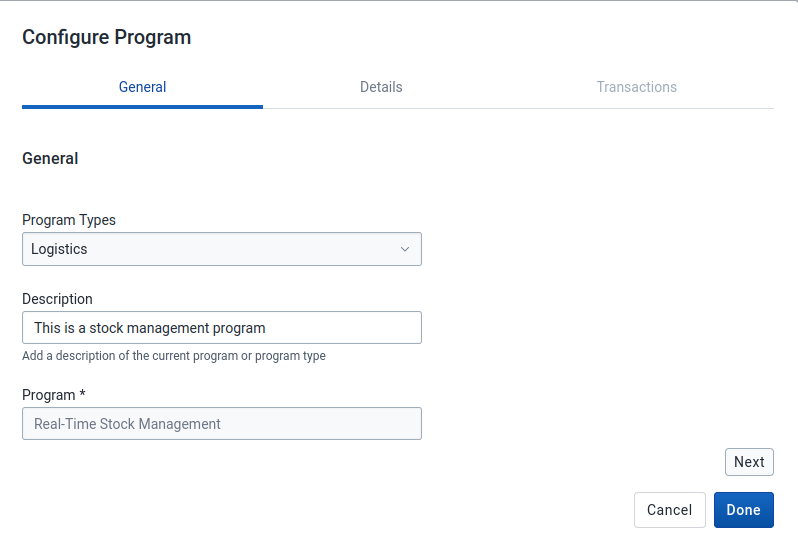 Configure Program
General
Details
Transactions
General
Program Types
Logistics
Description
This is a stock management program
Add a description of the current program or program type
Program *
Real-Time Stock Management
Next
Cancel
Done